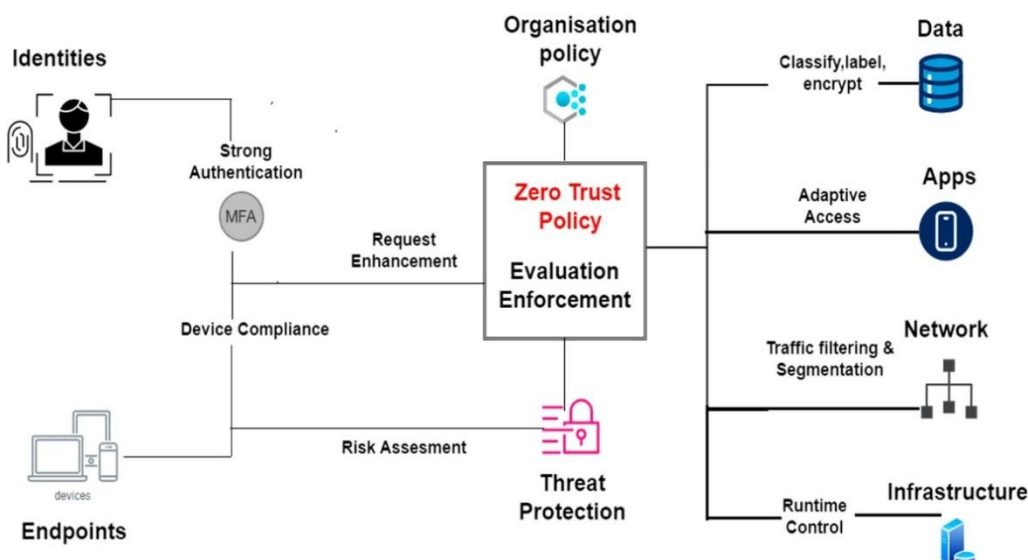 Identities
Strong
Authentication
MFA
Request
Enhancement
Device Compliance
Risk Assesment
devices
Endpoints
Organisation
policy
Zero Trust
Policy
Evaluation
Enforcement
Threat
Protection
Data
Classify,label,
encrypt
Apps
Adaptive
Access
Network
Traffic filtering &
Segmentation
Infrastructure
Runtime
Control